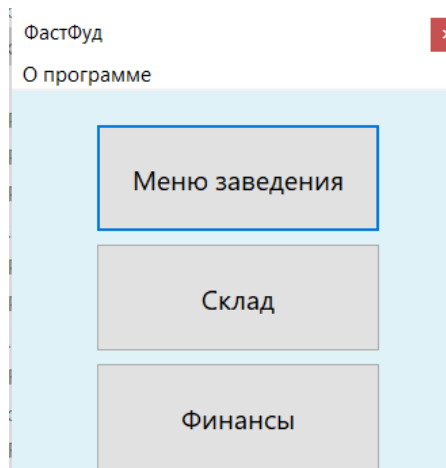 ФастФуд
О программе
Меню заведения
Склад
Финансы